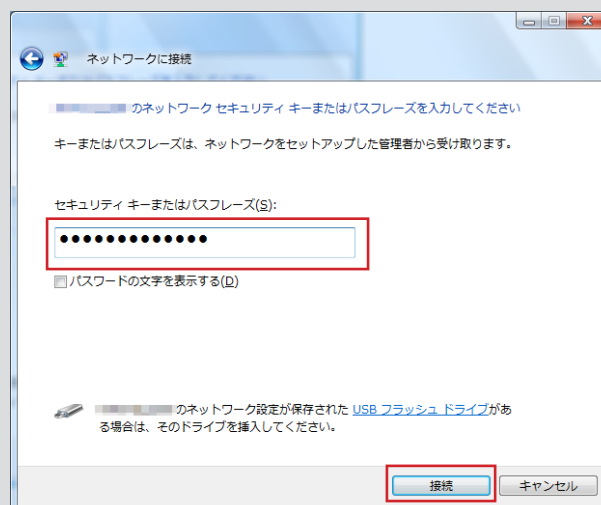 ネットワークに接続
のネットワーク セキュリティ キーまたはパスフレーズを入力してください
キーまたはパスフレーズは、ネットワークをセットアップした管理者から受け取ります。
セキュリティ キーまたはパスフレーズ(S):
●●●●●●●●●●●●●
パスワードの文字を表示する(D)
のネットワーク設定が保存された USB フラッシュ ドライブがあ
る場合は、そのドライブを挿入してください。
接続 キャンセル